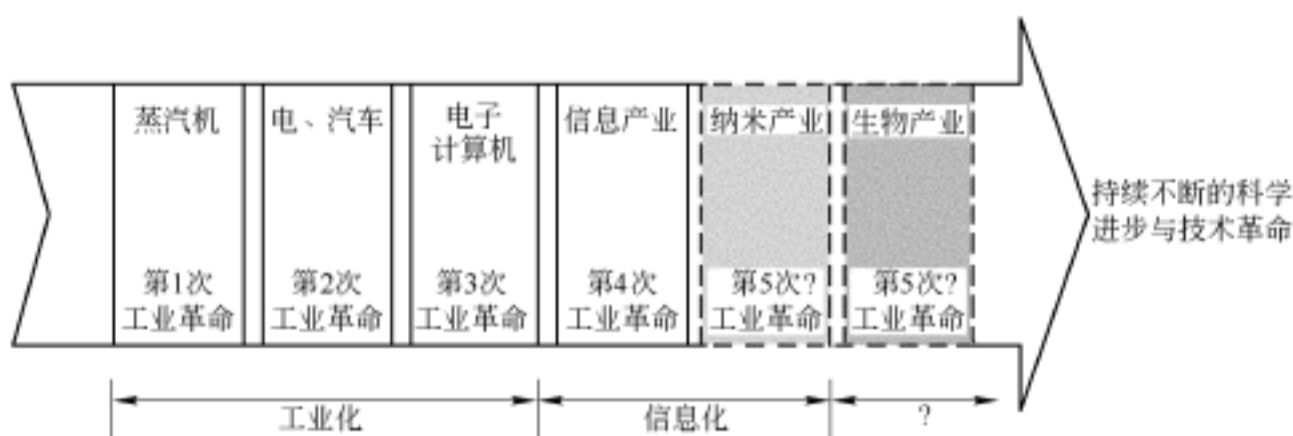 蒸汽机
电、汽车
电子
计算机
信息产业
纳米产业
生物产业
持续不断的科学
进步与技术革命
第1次
工业革命
第2次
工业革命
第3次
工业革命
第4次
工业革命
第5次?
工业革命
第5次?
工业革命
工业化
信息化
?